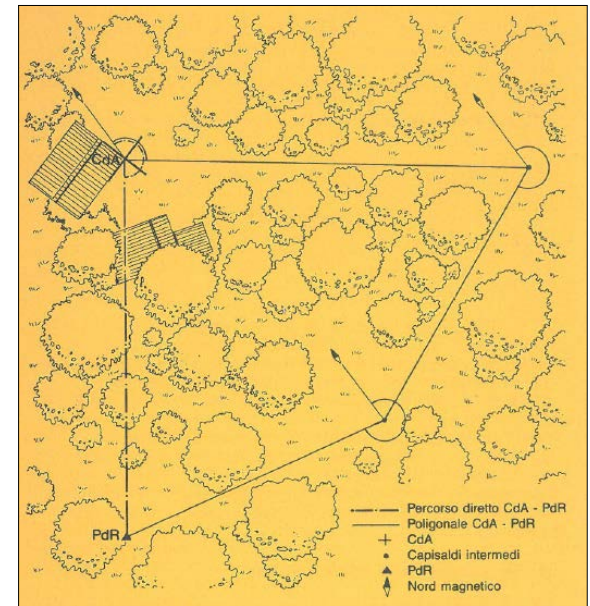 CdA
PdR
Percorso diretto CdA - PdR
Poligonale CdA - PdR
CdA
Capisaldi intermedi
PdR
Nord magnetico